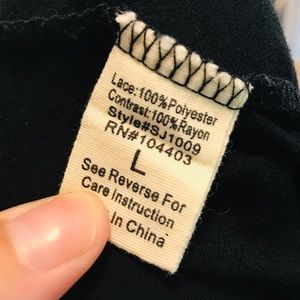 Lace:100%Polyester
Contrast:100%Rayon
Style#SJ1009
RN#104403
L
See Reverse For
Care Instruction
In China